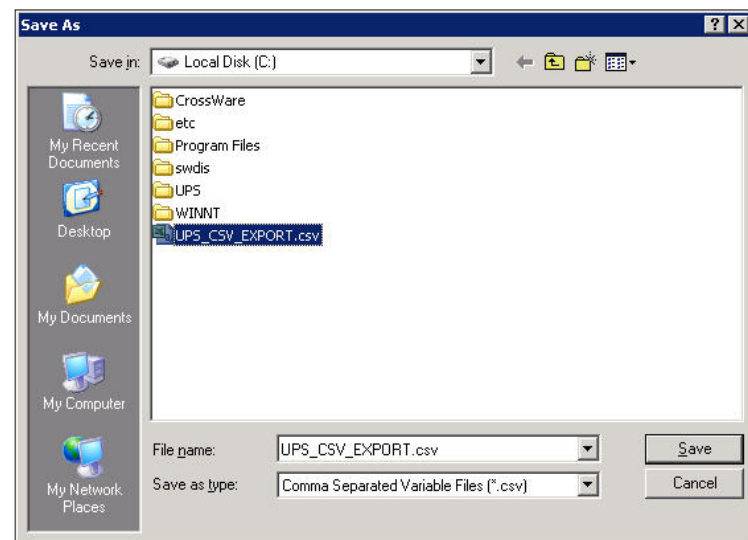 Save As
Save in: Local Disk (C:)
My Recent
Documents
Desktop
My Documents
My Computer
My Network
Places
CrossWare
etc
Program Files
swdis
UPS
WINNT
UPS_CSV_EXPORT.csv
File name: UPS_CSV_EXPORT.csv Save
Save as type: Comma Separated Variable Files (*.csv) Cancel